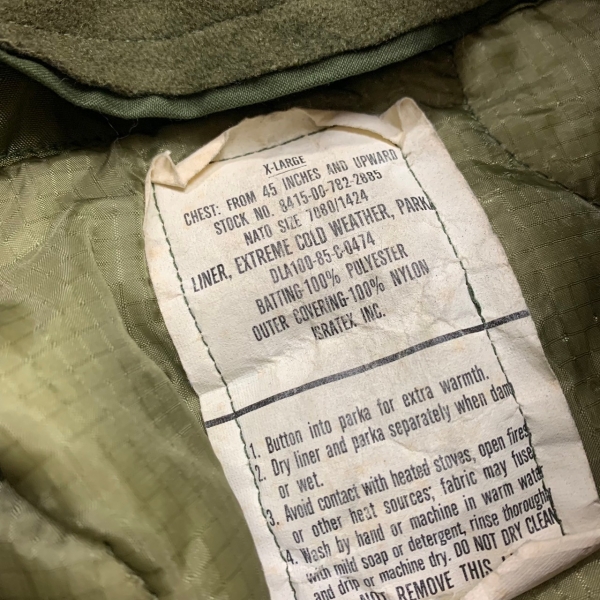 X-LARGE
CHEST: FROM 45 INCHES AND UPWARD
STOCK NO. 8415-00-782-2885
NATO SIZE 7080/1424
LINER, EXTREME COLD WEATHER, PARKA
DLA100-85-C-0474
BATTING-100% POLYESTER
OUTER COVERING-100% NYLON
ISRATEX INC.
1. Button into parka for extra warmth.
2. Dry liner and parka separately when dam
or wet.
3. Avoid contact with heated stoves, open fires
or other heat sources; fabric may fuse
4. Wash by hand or machine in warm water
with mild soap or detergent, rinse thoroughly
and drip or machine dry. DO NOT DRY CLEAN
NOT REMOVE THIS